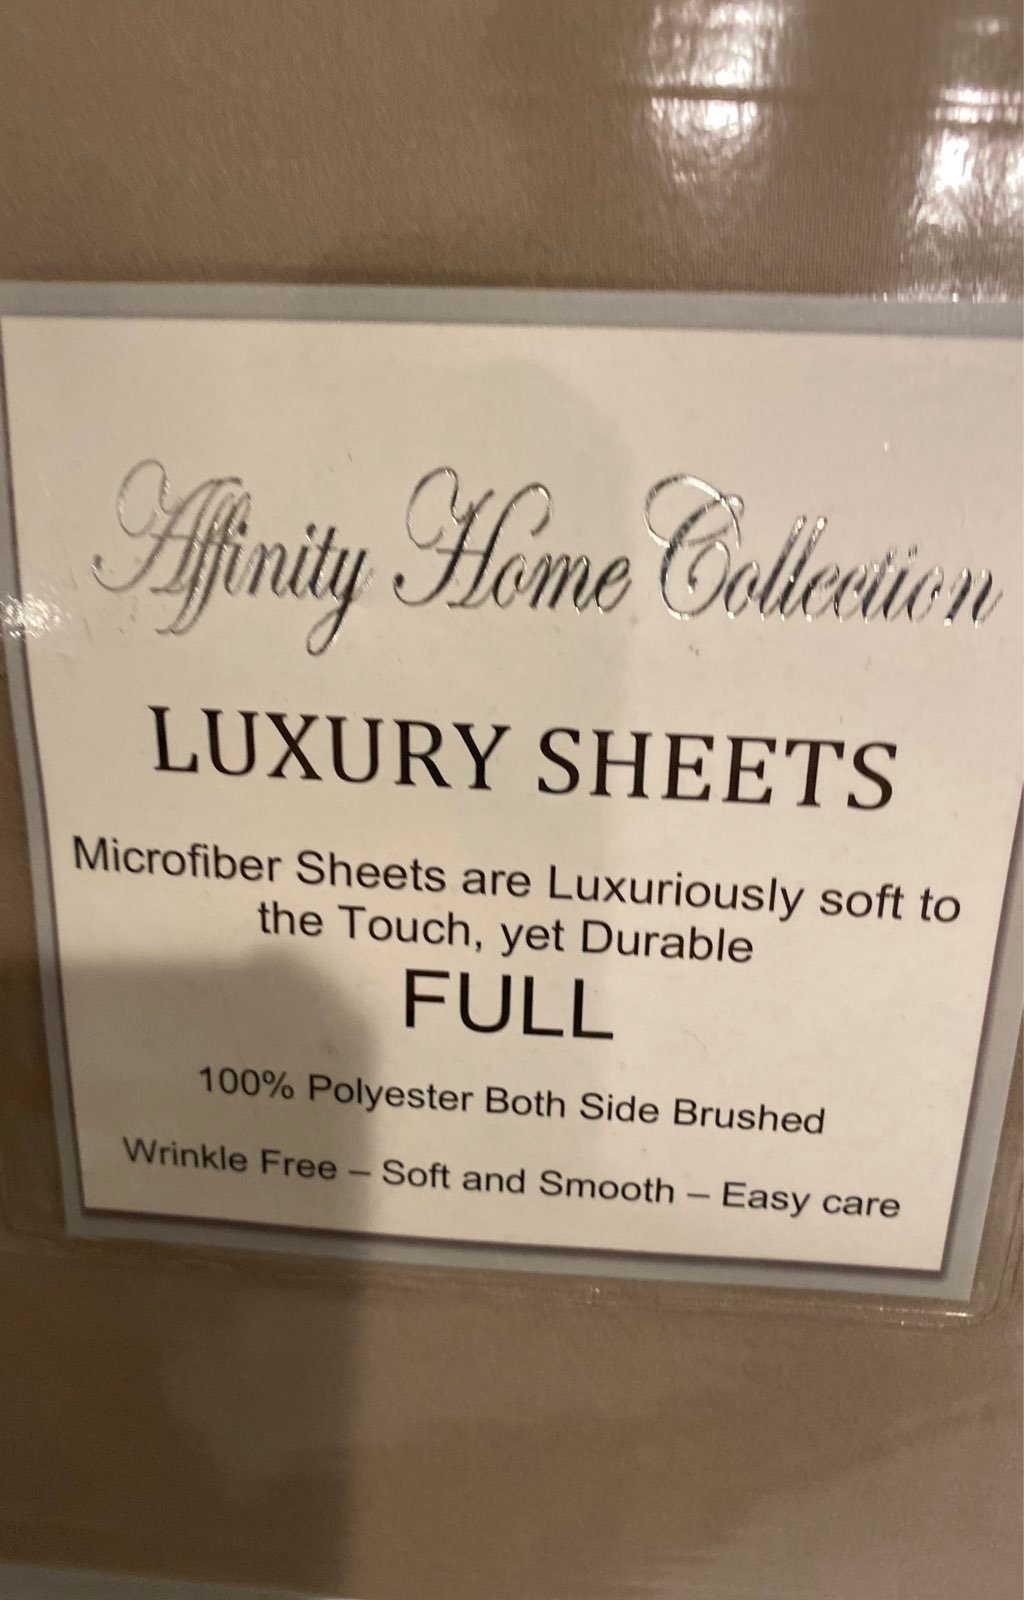 Affinity Home Collection
LUXURY SHEETS
Microfiber Sheets are Luxuriously soft to
the Touch, yet Durable
FULL
100% Polyester Both Side Brushed
Wrinkle Free – Soft and Smooth – Easy care